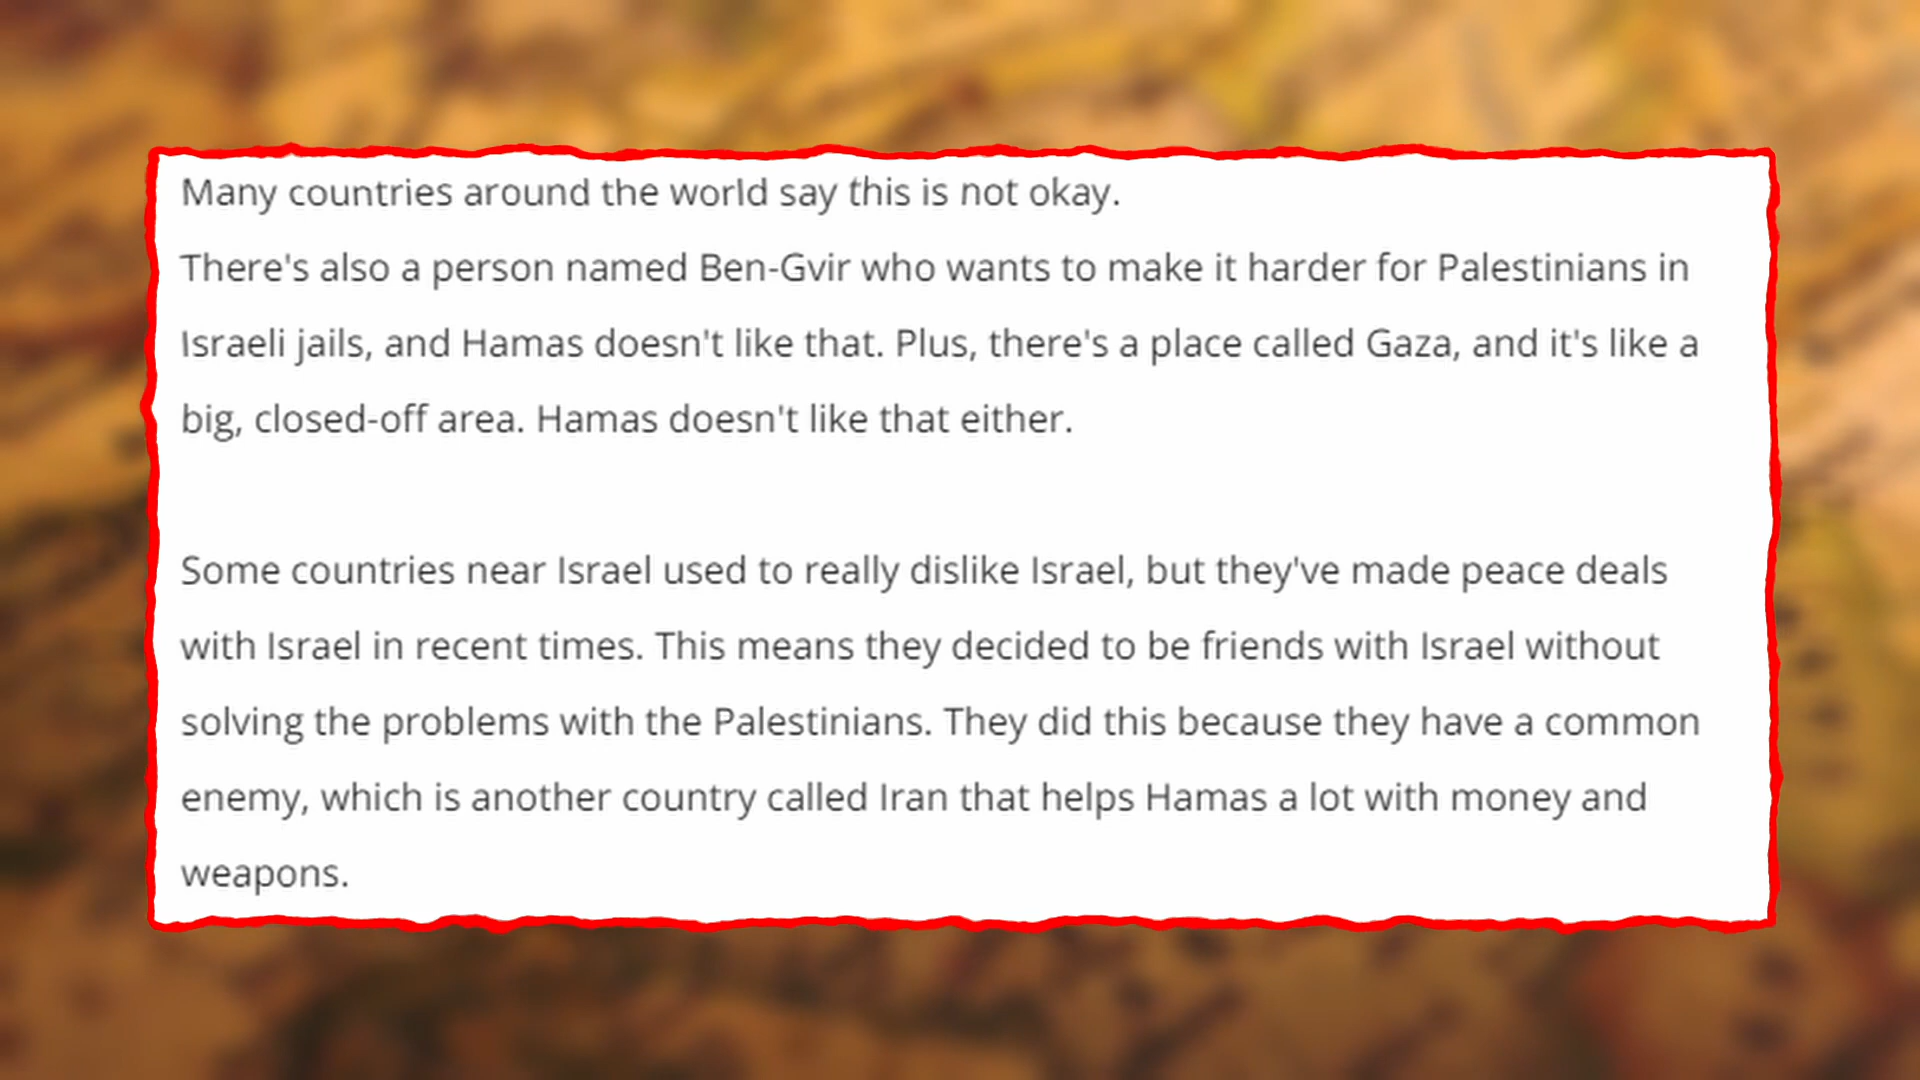 Many countries around the world say this is not okay.
There's also a person named Ben-Gvir who wants to make it harder for Palestinians in
Israeli jails, and Hamas doesn't like that. Plus, there's a place called Gaza, and it's like a
big, closed-off area. Hamas doesn't like that either.
Some countries near Israel used to really dislike Israel, but they've made peace deals
with Israel in recent times. This means they decided to be friends with Israel without
solving the problems with the Palestinians. They did this because they have a common
enemy, which is another country called Iran that helps Hamas a lot with money and
weapons.